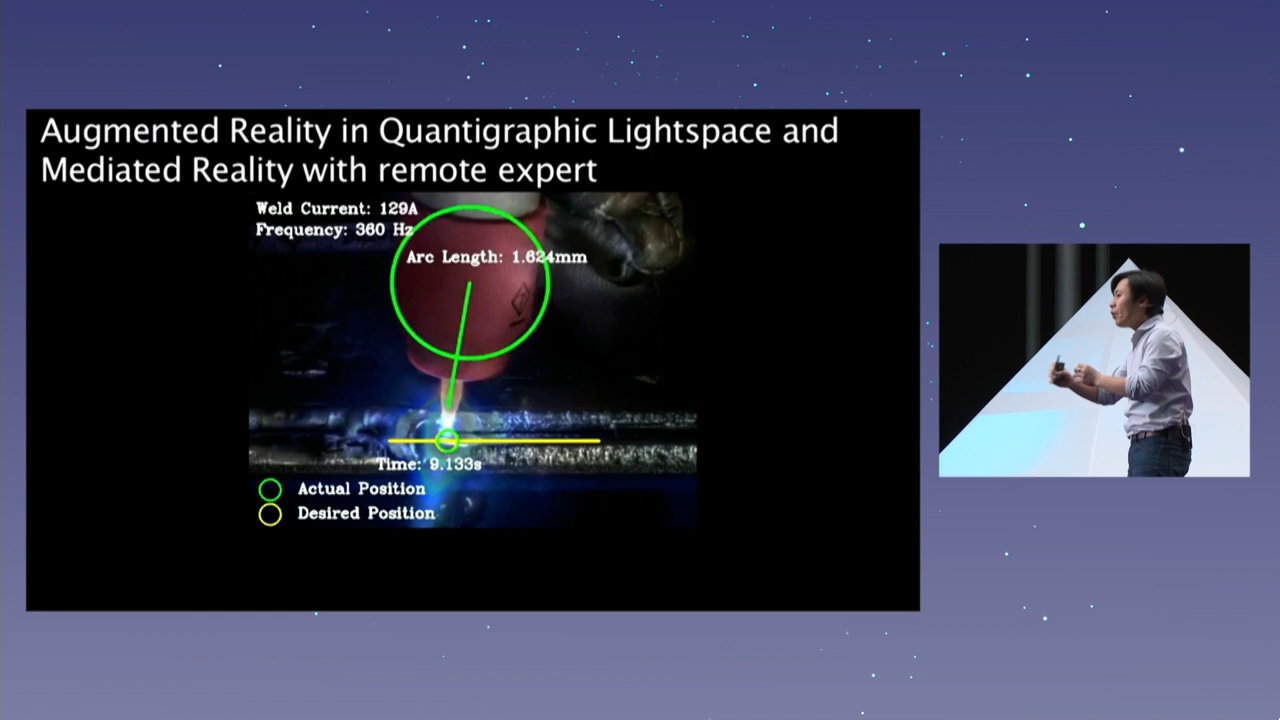 Augmented Reality in Quantigraphic Lightspace and
Mediated Reality with remote expert
Weld Current: 129A
Frequency: 360 Hz
Arc Length: 1.624mm
Time: 9.133s
Actual Position
Desired Position